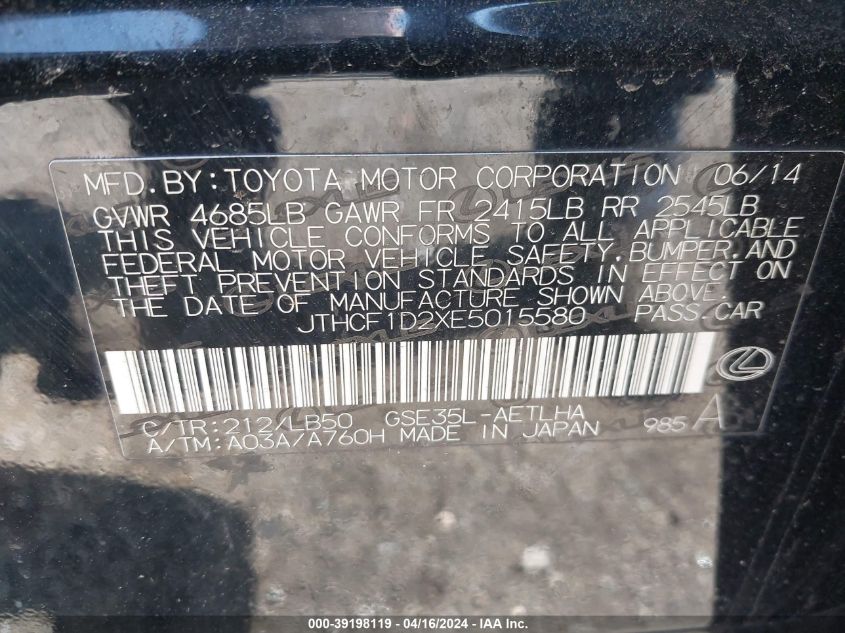 MFD.BY:TOYOTA MOTOR CORPORATION 06/14
GVWR 4685LB GAWR FR 2415LB RR 2545LB
THIS VEHICLE CONFORMS TO ALL APPLICABLE
FEDERAL MOTOR VEHICLE SAFETY,BUMPER,AND
THEFT PREVENTION STANDARDS IN EFFECT ON
THE DATE OF MANUFACTURE SHOWN ABOVE.
JTHCF1D2XE5015580 PASS.CAR
C/TR:212/LB50 GSE35L-AETLHA
A/TM:A03A/A760H MADE IN JAPAN 985 A
000-39198119 - 04/16/2024 - IAA Inc.